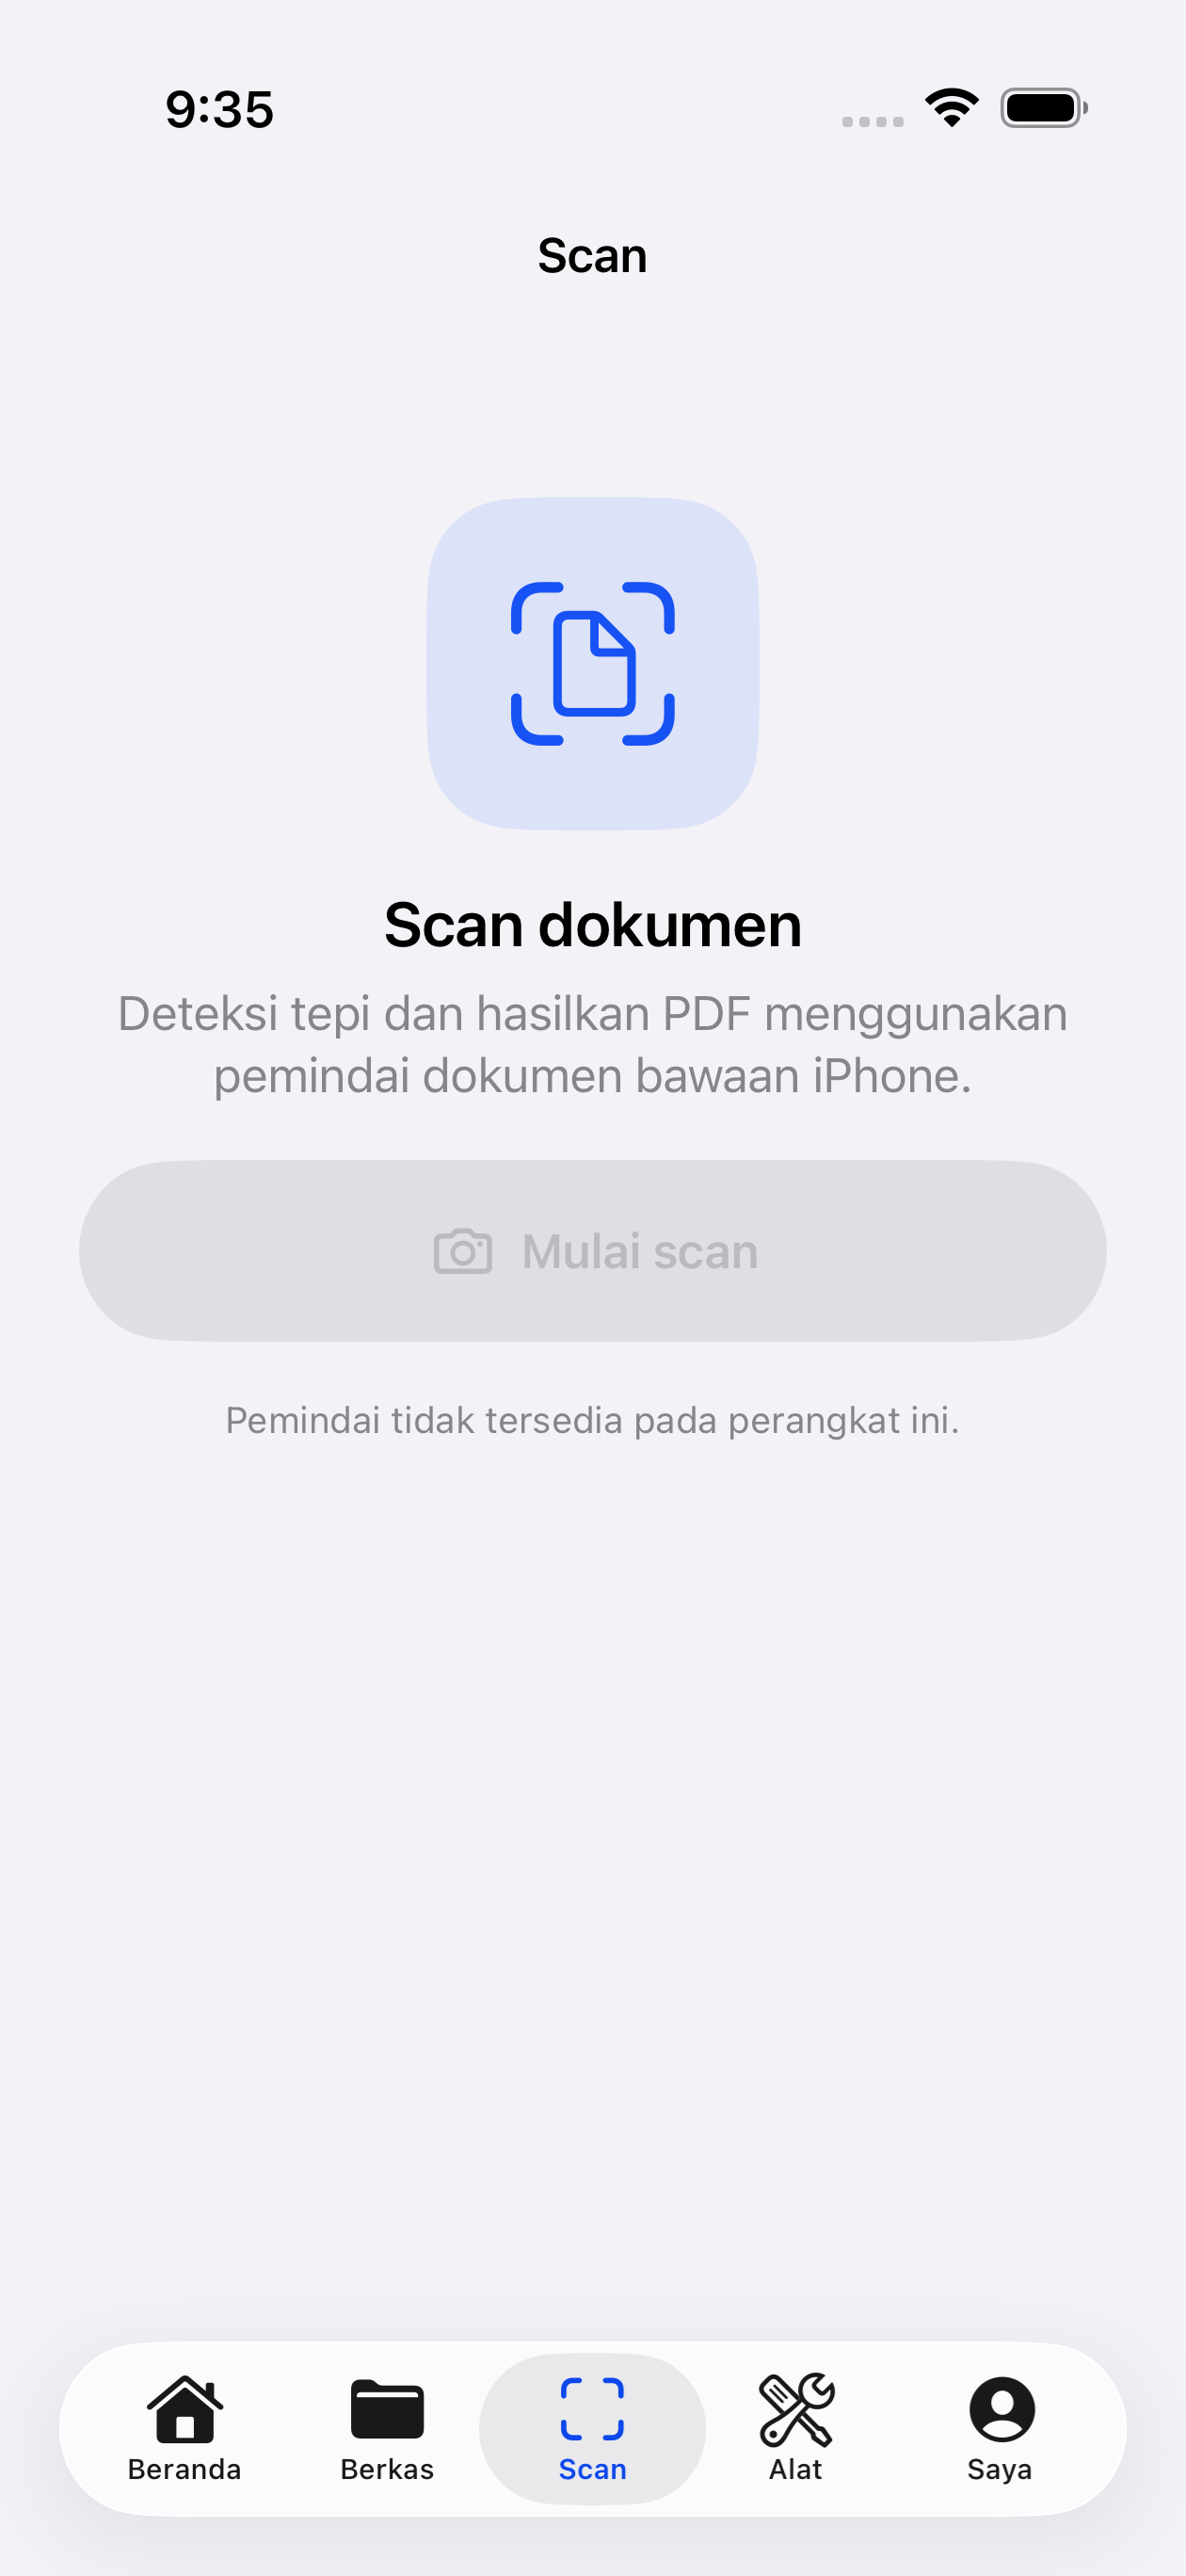 9:35
Scan
Scan dokumen
Deteksi tepi dan hasilkan PDF menggunakan
pemindai dokumen bawaan iPhone.
Mulai scan
Pemindai tidak tersedia pada perangkat ini.
Beranda
Berkas
Scan
Alat
Saya